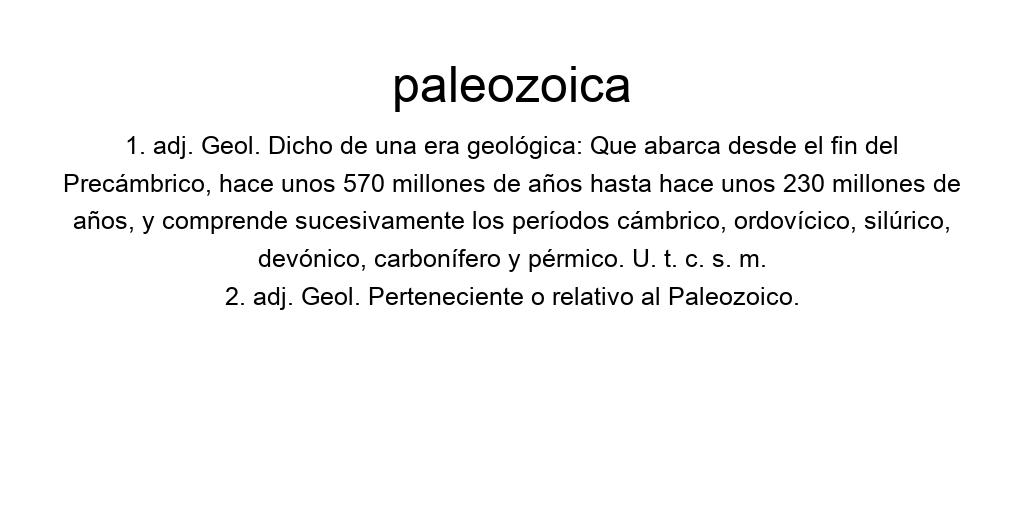 paleozoica
1. adj. Geol. Dicho de una era geológica: Que abarca desde el fin del
Precámbrico, hace unos 570 millones de años hasta hace unos 230 millones de
años, y comprende sucesivamente los períodos cámbrico, ordovícico, silúrico,
devónico, carbonífero y pérmico. U. t. c. s. m.
2. adj. Geol. Perteneciente o relativo al Paleozoico.